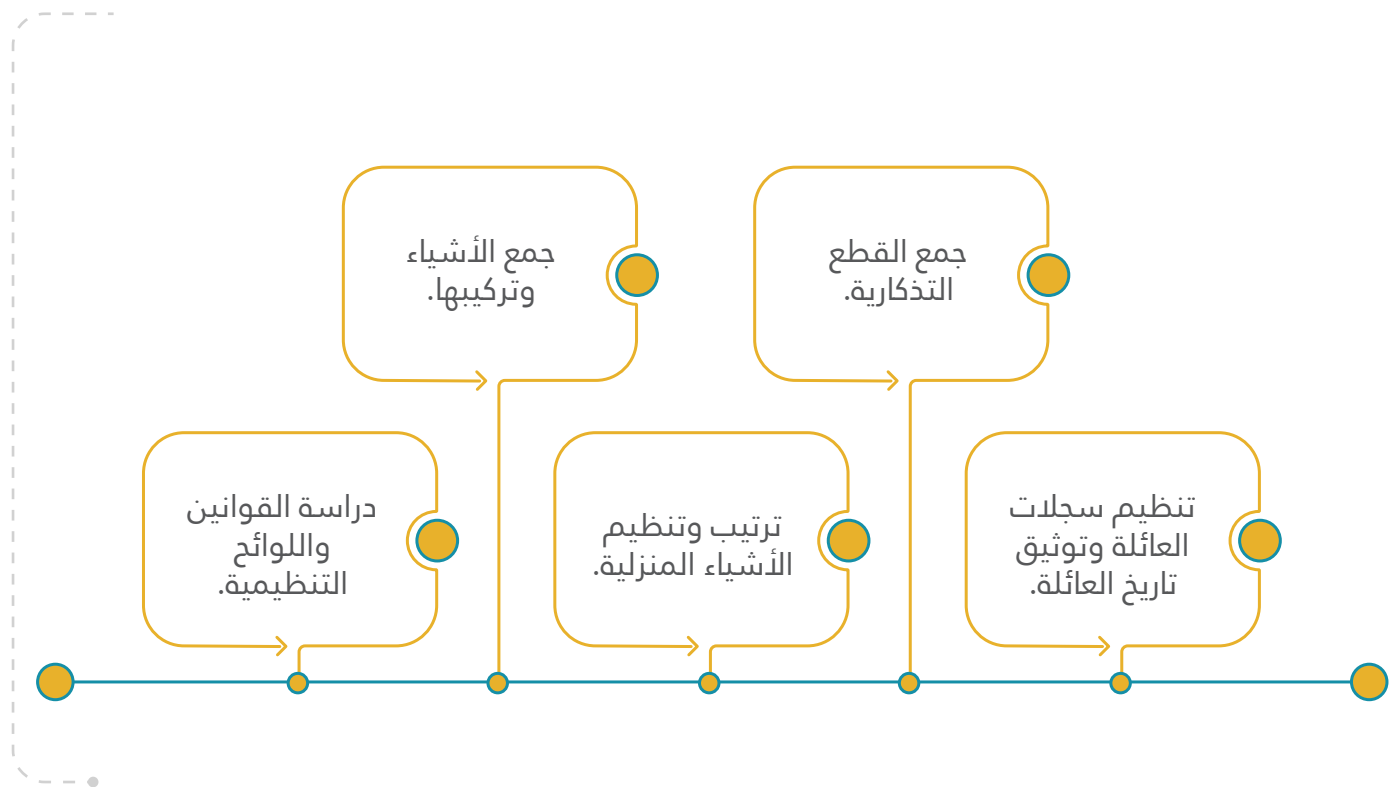 تنظيم سجلات
العائلة وتوثيق
تاريخ العائلة.
جمع القطع
التذكارية.
ترتيب وتنظيم
الأشياء المنزلية.
جمع الأشياء
وتركيبها.
دراسة القوانين
واللوائح
التنظيمية.